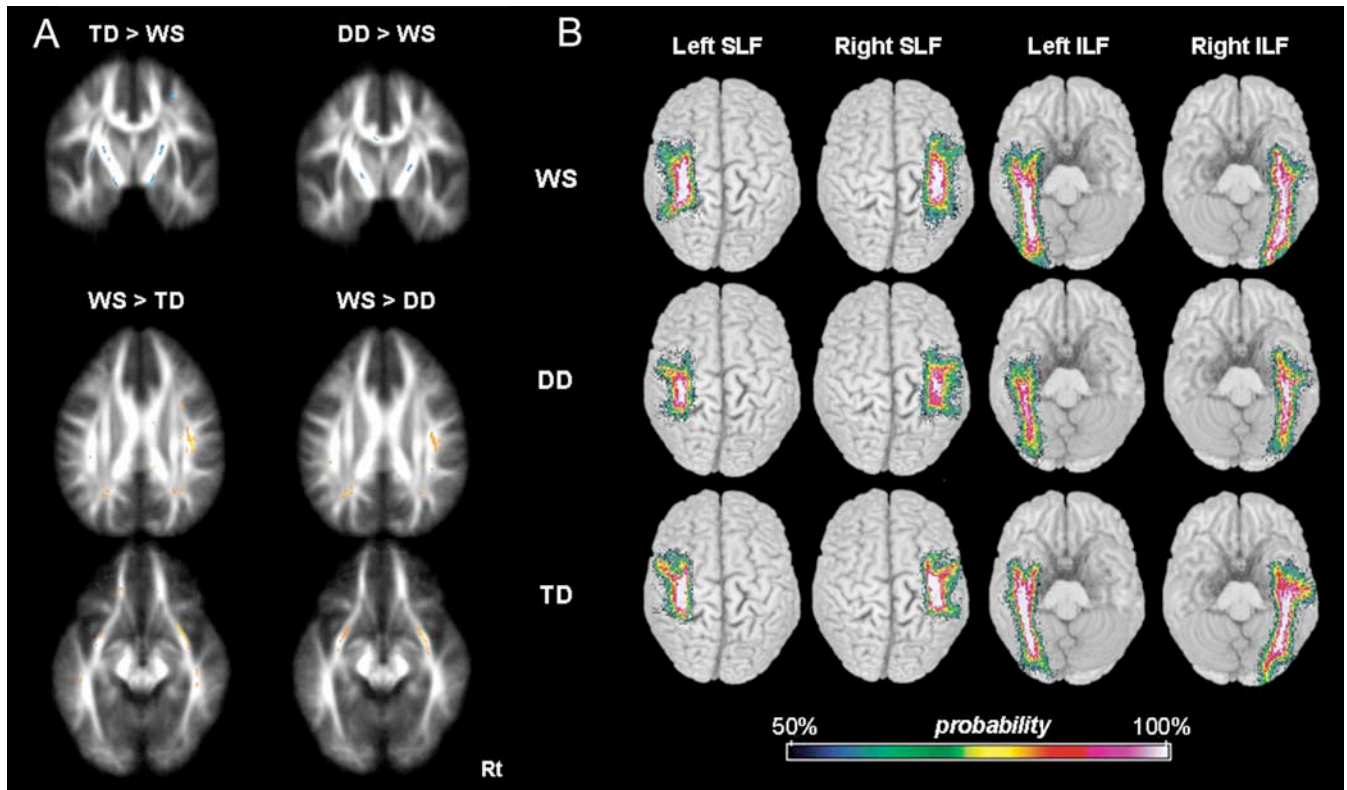 A
TD > WS
DD > WS
WS > TD
WS > DD
Rt
B
Left SLF
Right SLF
Left ILF
Right ILF
WS
DD
TD
50%
probability
100%